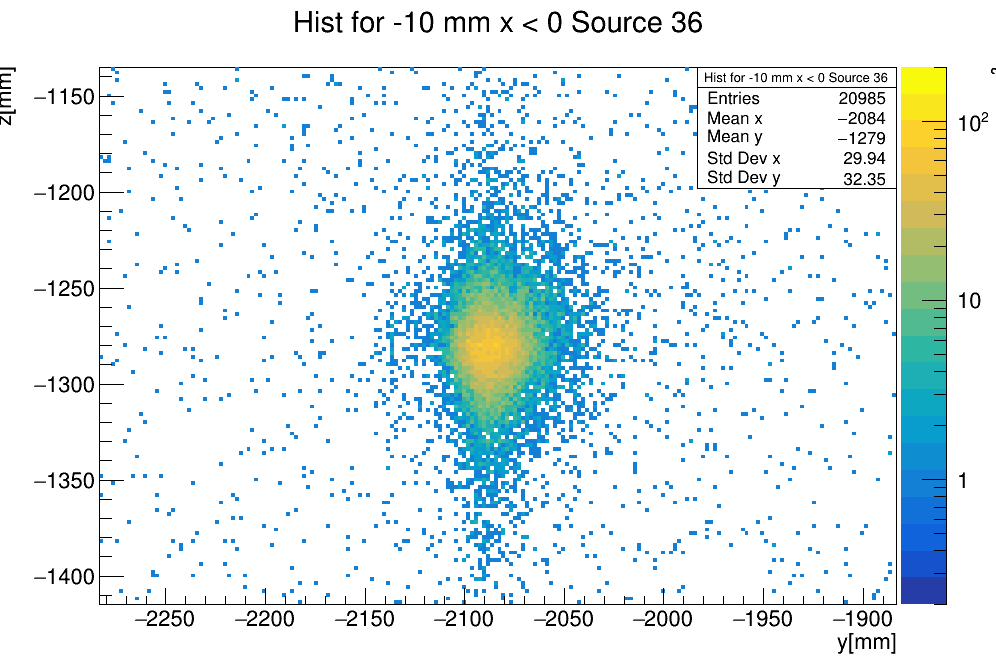 Hist for -10 mm x < 0 Source 36
z[mm]
Hist for -10 mm x < 0 Source 36
Entries 20985
Mean x −2084
Mean y −1279
Std Dev x 29.94
Std Dev y 32.35
−1150
−1200
−1250
−1300
−1350
−1400
−2250 −2200 −2150 −2100 −2050 −2000 −1950 −1900
y[mm]
10²
10
1